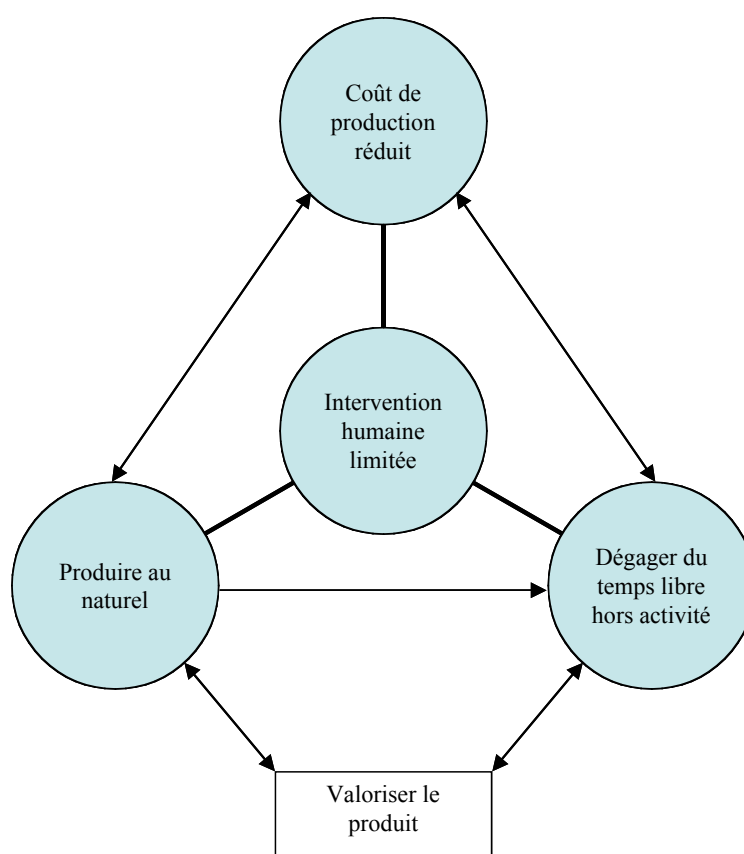 Coût de
production
réduit
Intervention
humaine
limitée
Produire au
naturel
Dégager du
temps libre
hors activité
Valoriser le
produit